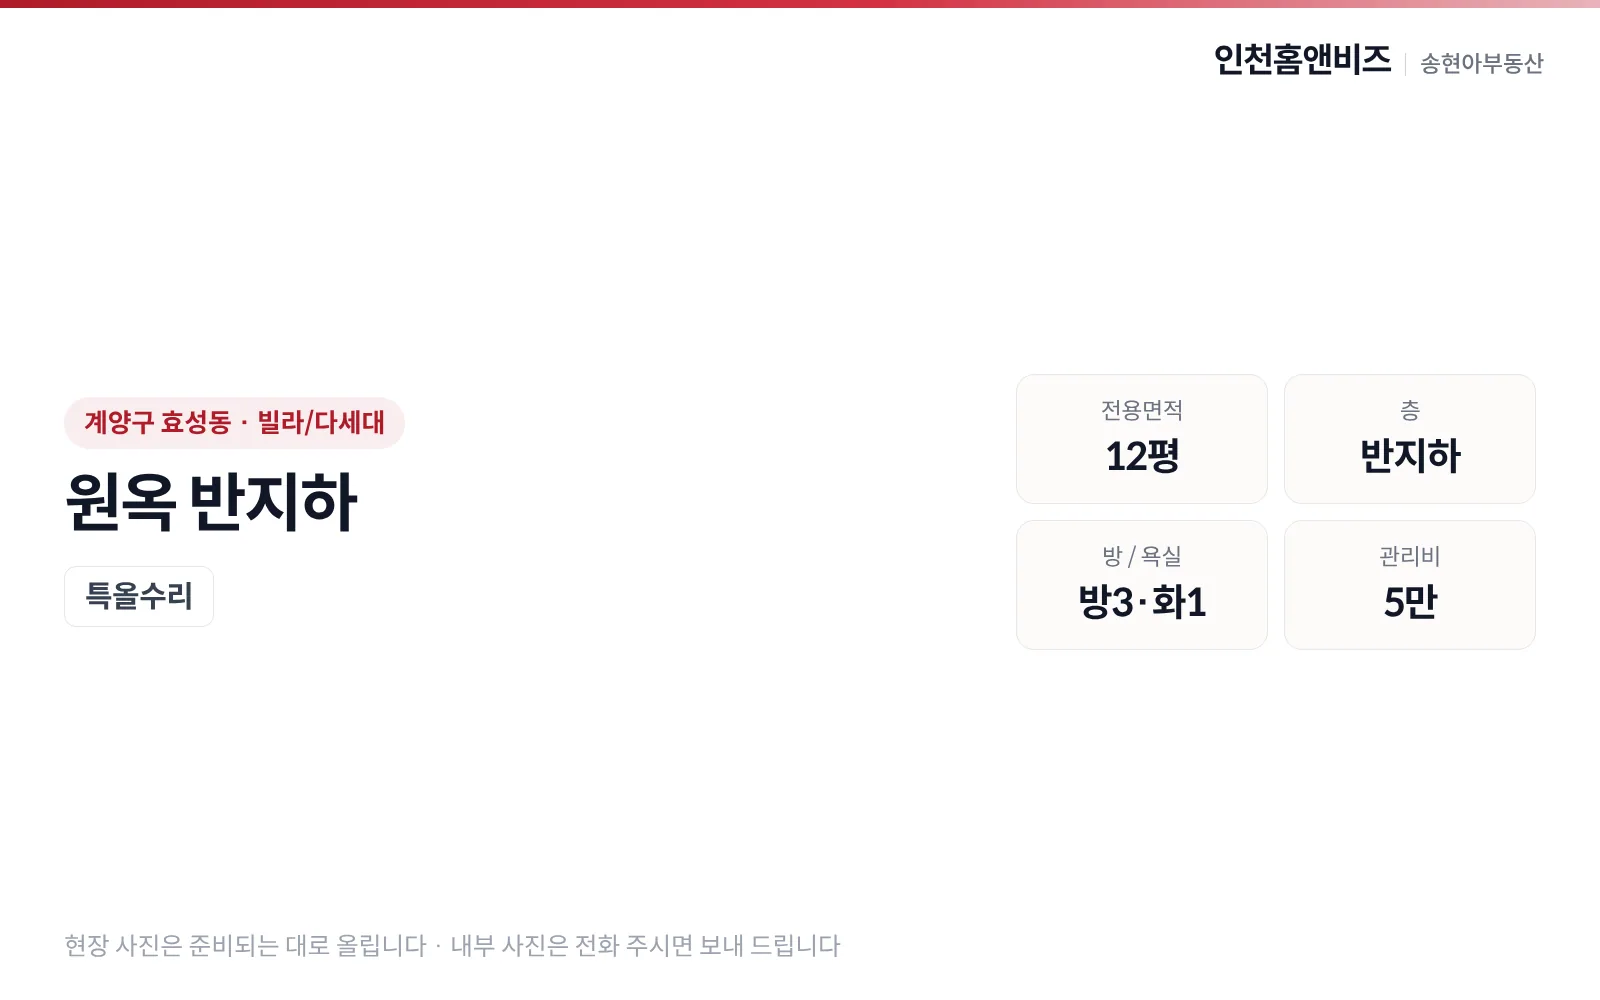 인천홈앤비즈 | 송현아부동산
계양구 효성동 · 빌라/다세대
원옥 반지하
특올수리
전용면적
12평
층
반지하
방 / 욕실
방3·화1
관리비
5만
현장 사진은 준비되는 대로 올립니다 · 내부 사진은 전화 주시면 보내 드립니다